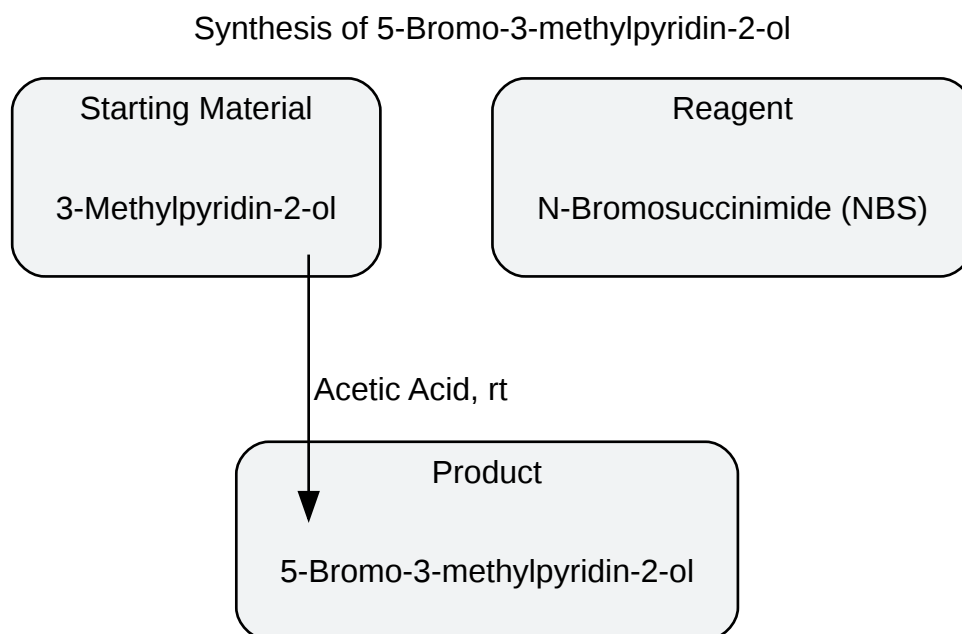 Synthesis of 5-Bromo-3-methylpyridin-2-ol
Starting Material
3-Methylpyridin-2-ol
Reagent
N-Bromosuccinimide (NBS)
Acetic Acid, rt
Product
5-Bromo-3-methylpyridin-2-ol